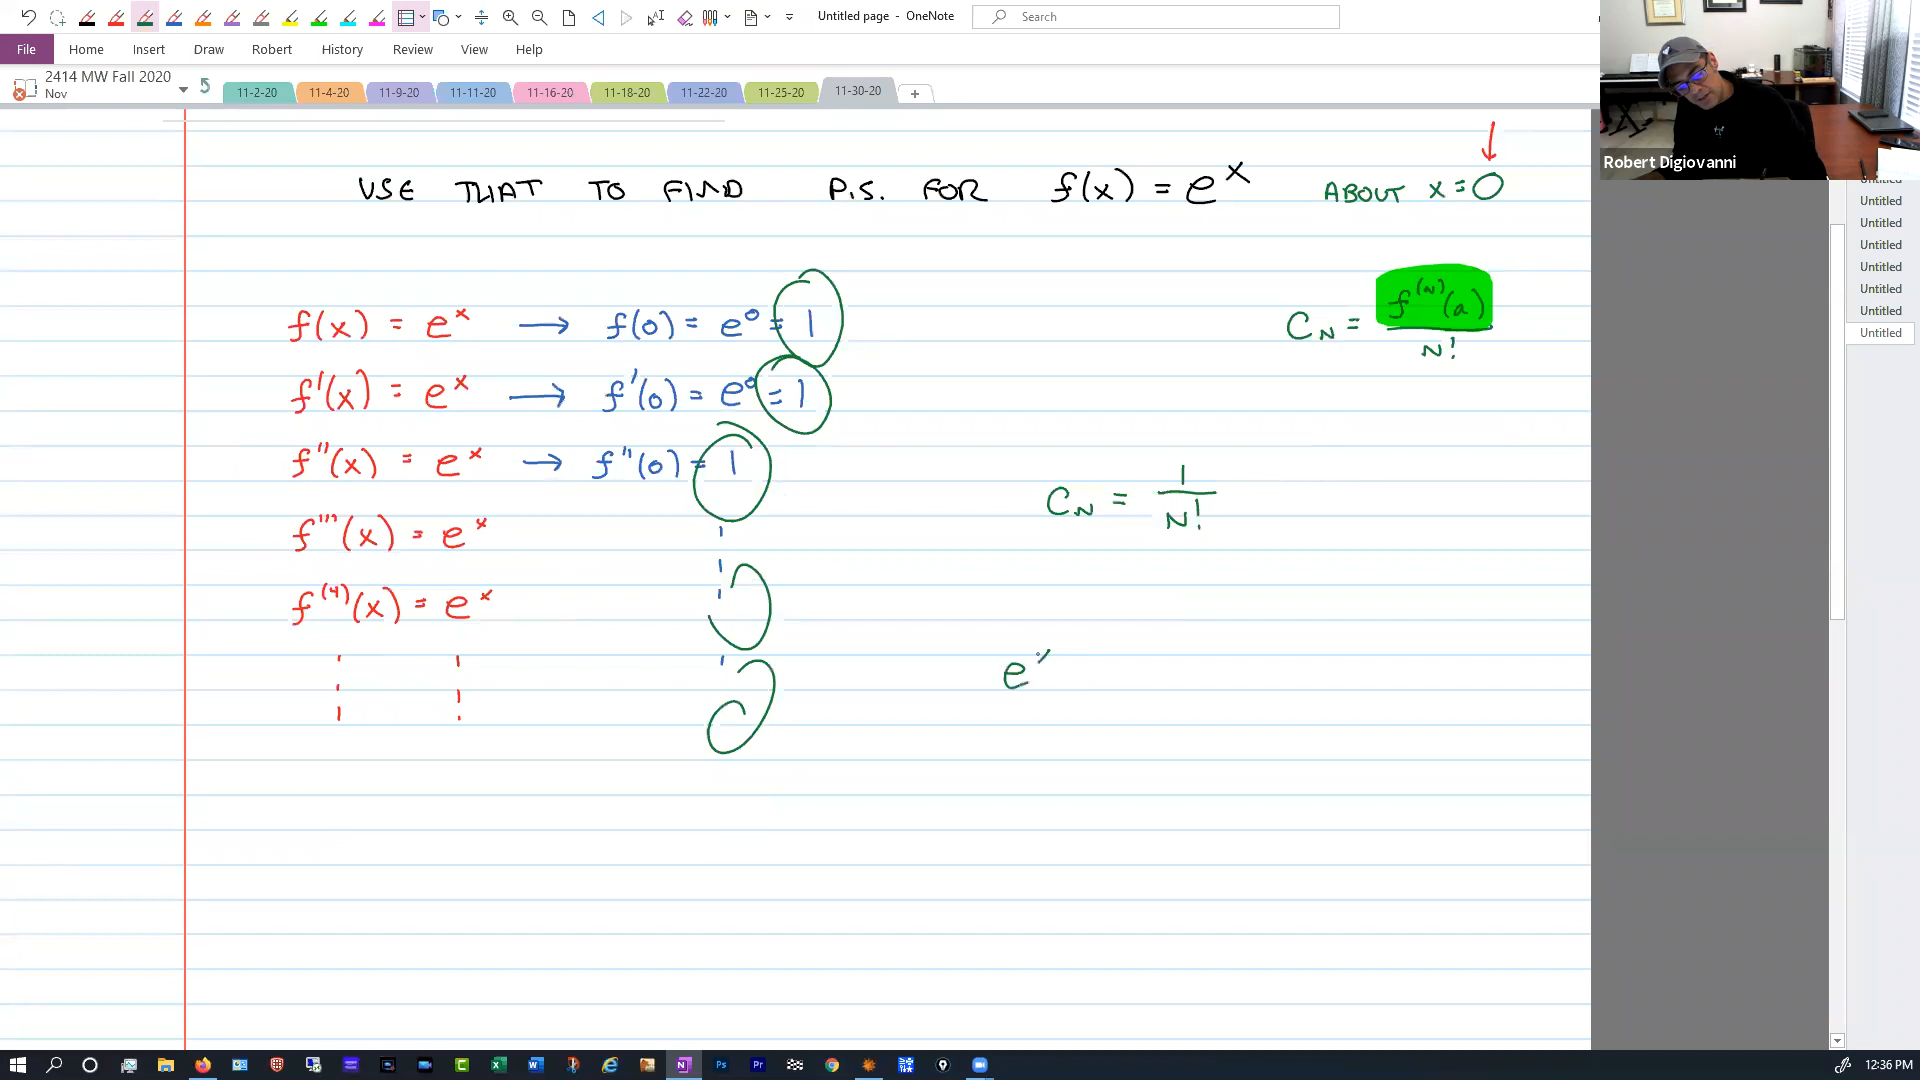 Untitled page - OneNote
Search
File Home Insert Draw Robert History Review View Help
2414 MW Fall 2020
Nov
11-2-20 11-4-20 11-9-20 11-11-20 11-16-20 11-18-20 11-22-20 11-25-20 11-30-20
Robert Digiovanni
USE THAT TO FIND P.S. FOR f(x) = e^x ABOUT x = 0
f(x) = e^x → f(0) = e^0 = 1
C_N = f^(N)(a) / N!
f'(x) = e^x → f'(0) = e^0 = 1
f''(x) = e^x → f''(0) = 1
C_N = 1 / N!
f'''(x) = e^x
f^(4)(x) = e^x
e^x
Untitled
Untitled
Untitled
Untitled
Untitled
Untitled
Untitled
12:36 PM